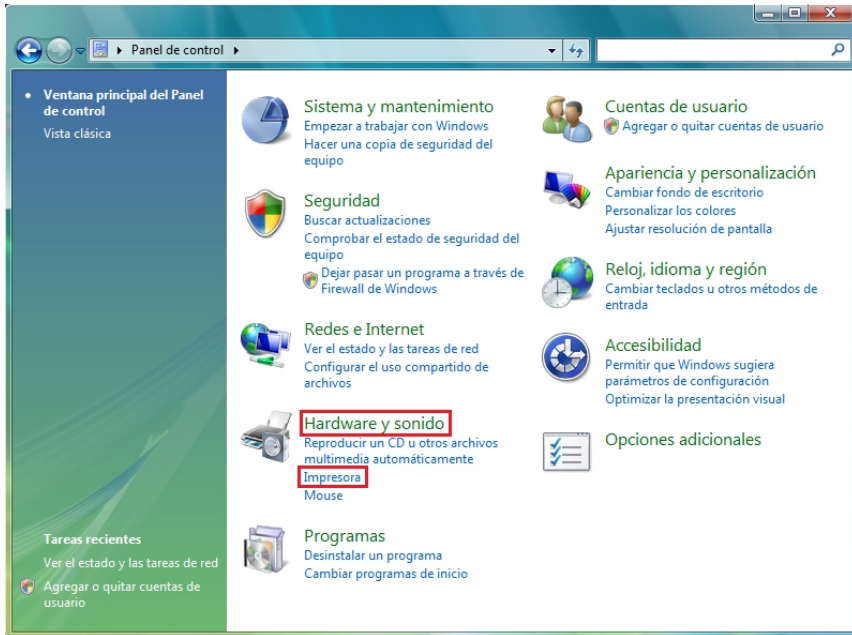 Panel de control
Ventana principal del Panel
de control
Vista clásica
Sistema y mantenimiento
Empezar a trabajar con Windows
Hacer una copia de seguridad del
equipo
Seguridad
Buscar actualizaciones
Comprobar el estado de seguridad del
equipo
Dejar pasar un programa a través de
Firewall de Windows
Redes e Internet
Ver el estado y las tareas de red
Configurar el uso compartido de
archivos
Hardware y sonido
Reproducir un CD u otros archivos
multimedia automáticamente
Impresora
Mouse
Programas
Desinstalar un programa
Cambiar programas de inicio
Cuentas de usuario
Agregar o quitar cuentas de usuario
Apariencia y personalización
Cambiar fondo de escritorio
Personalizar los colores
Ajustar resolución de pantalla
Reloj, idioma y región
Cambiar teclados u otros métodos de
entrada
Accesibilidad
Permitir que Windows sugiera
parámetros de configuración
Optimizar la presentación visual
Opciones adicionales
Tareas recientes
Ver el estado y las tareas de red
Agregar o quitar cuentas de
usuario